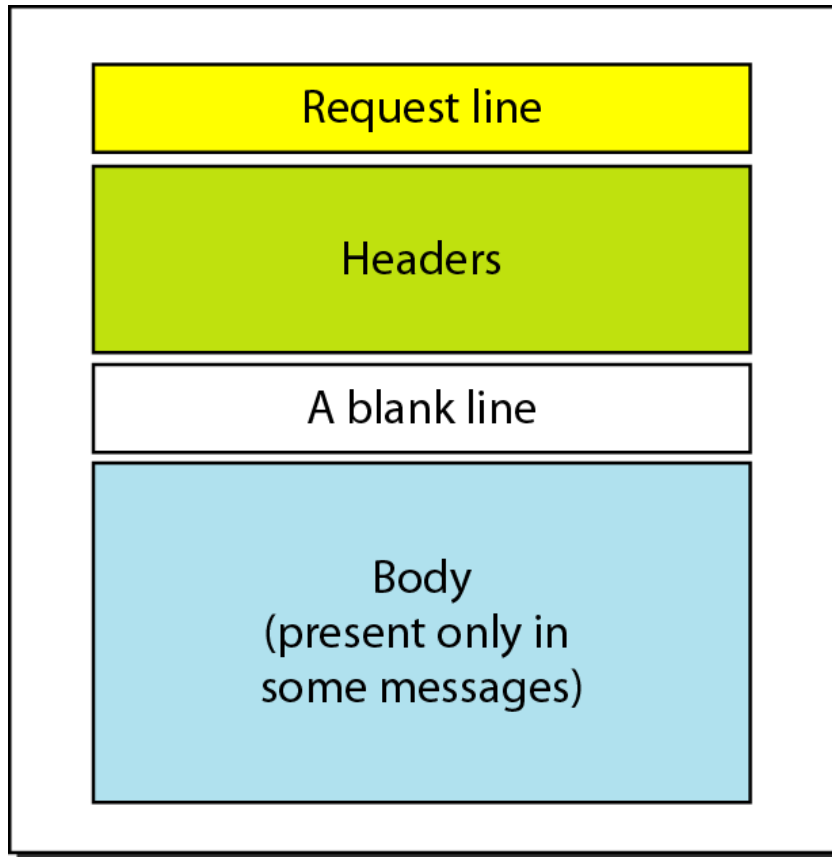 Request line
Headers
A blank line
Body
(present only in
some messages)